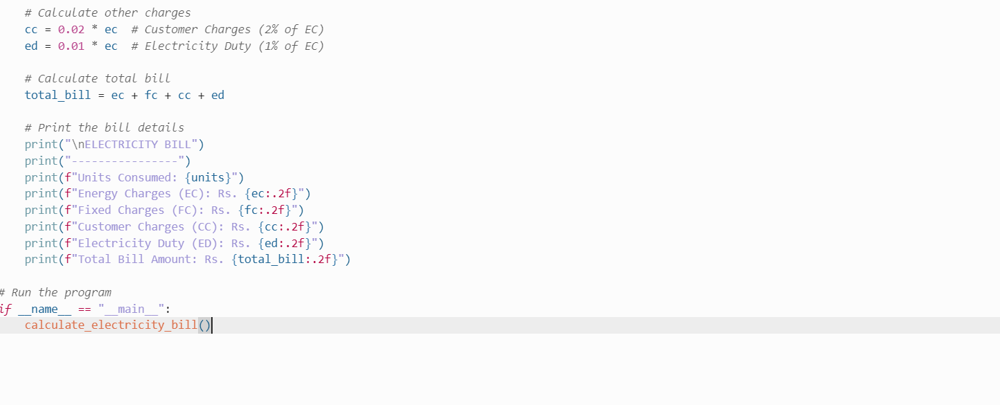 # Calculate other charges
cc = 0.02 * ec  # Customer Charges (2% of EC)
ed = 0.01 * ec  # Electricity Duty (1% of EC)
# Calculate total bill
total_bill = ec + fc + cc + ed
# Print the bill details
print("\nELECTRICITY BILL")
print("----------------")
print(f"Units Consumed: {units}")
print(f"Energy Charges (EC): Rs. {ec:.2f}")
print(f"Fixed Charges (FC): Rs. {fc:.2f}")
print(f"Customer Charges (CC): Rs. {cc:.2f}")
print(f"Electricity Duty (ED): Rs. {ed:.2f}")
print(f"Total Bill Amount: Rs. {total_bill:.2f}")
# Run the program
if __name__ == "__main__":
calculate_electricity_bill()